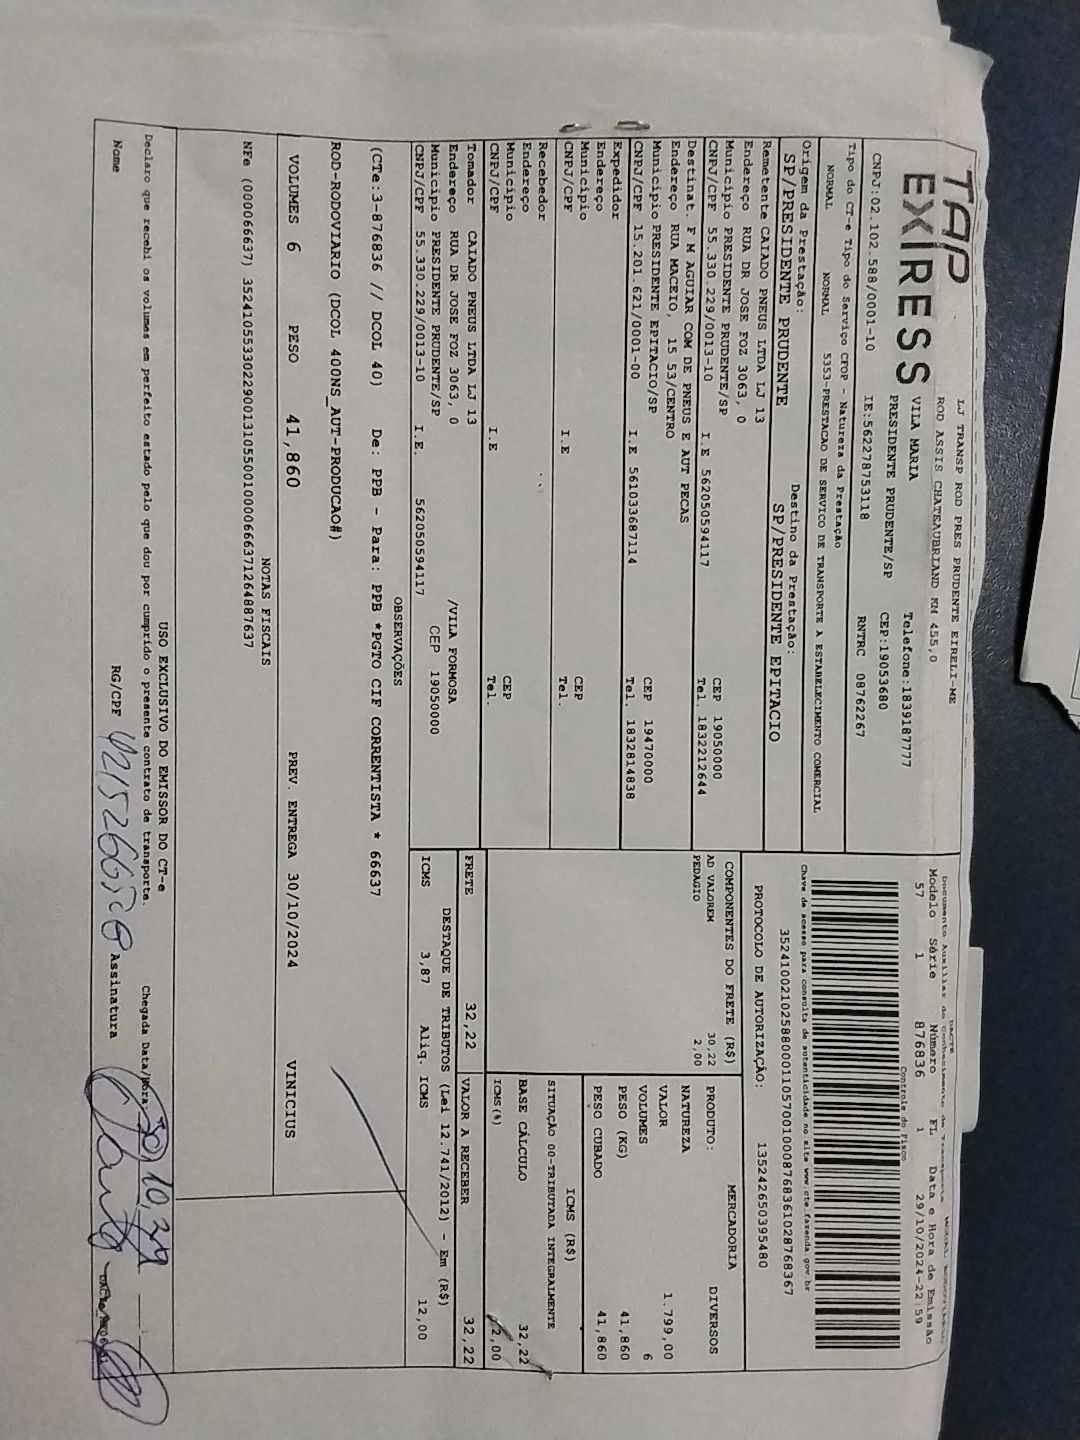 TAP
EXPRESS
LJ TRANSP ROD PRES PRUDENTE EIRELI-ME
ROD ASSIS CHATEAUBRIAND KM 455,0
VILA MARIA
Telefone:1839187777
PRESIDENTE PRUDENTE/SP CEP:19053680
CNPJ:02.102.588/0001-10 IE:562278753118 RNTRC 08762267
DACTE
Documento Auxiliar de Conhecimento de Transporte
Modelo Série Número FL Data e Hora de Emissão
57 1 876836 1 29/10/2024-22:59
Controle do Fisco
Chave de acesso para consulta de autenticidade no site www.cte.fazenda.gov.br
PROTOCOLO DE AUTORIZAÇÃO: 135242650395480
Tipo do CT-e Tipo do Serviço CFOP - Natureza da Prestação
NORMAL NORMAL 5353-PRESTACAO DE SERVICO DE TRANSPORTE A ESTABELECIMENTO COMERCIAL
Origem da Prestação: Destino da Prestação:
SP/PRESIDENTE PRUDENTE SP/PRESIDENTE EPITACIO
Remetente CAIADO PNEUS LTDA LJ 13
Endereço RUA DR JOSE FOZ 3063, 0
Município PRESIDENTE PRUDENTE/SP CEP 19050000
CNPJ/CPF 55.330.229/0013-10 I.E 562050594117 Tel. 1832212644
Destinat. F M AGUIAR COM DE PNEUS E AUT PECAS
Endereço RUA MACEIO, 15 53/CENTRO
Município PRESIDENTE EPITACIO/SP CEP 19470000
CNPJ/CPF 15.201.621/0001-00 I.E 561033687114 Tel. 1832814838
Expedidor
Endereço
Município CEP
CNPJ/CPF I.E Tel.
Recebedor
Endereço
Município CEP
CNPJ/CPF I.E Tel.
Tomador CAIADO PNEUS LTDA LJ 13
Endereço RUA DR JOSE FOZ 3063, 0 /VILA FORMOSA
Município PRESIDENTE PRUDENTE/SP CEP 19050000
CNPJ/CPF 55.330.229/0013-10 I.E. 562050594117
COMPONENTES DO FRETE (R$)
AD VALOREM 30,22
PEDAGIO 2,00
MERCADORIA
PRODUTO: DIVERSOS
NATUREZA
VALOR 1.799,00
VOLUMES 6
PESO (KG) 41,860
PESO CUBADO 41,860
ICMS (R$)
SITUAÇÃO 00-TRIBUTADA INTEGRALMENTE
BASE CÁLCULO 32,22
ICMS(%)
FRETE 32,22 VALOR A RECEBER 32,22
DESTAQUE DE TRIBUTOS (Lei 12.741/2012) - Em (R$)
ICMS 3,87 Aliq. ICMS 12,00
OBSERVAÇÕES
(CTe:3-876836 // DCOL 40) De: PPB - Para: PPB *PGTO CIF CORRENTISTA * 66637
ROD-RODOVIARIO (DCOL 400NS_AUT-PRODUCAO#)
VOLUMES 6 PESO 41,860 PREV. ENTREGA 30/10/2024 VINICIUS
NOTAS FISCAIS
USO EXCLUSIVO DO EMISSOR DO CT-e
Declaro que recebi os volumes em perfeito estado pelo que dou por cumprido o presente contrato de transporte.
Chegada Data/Hora: 30/10/24
Nome RG/CPF Assinatura